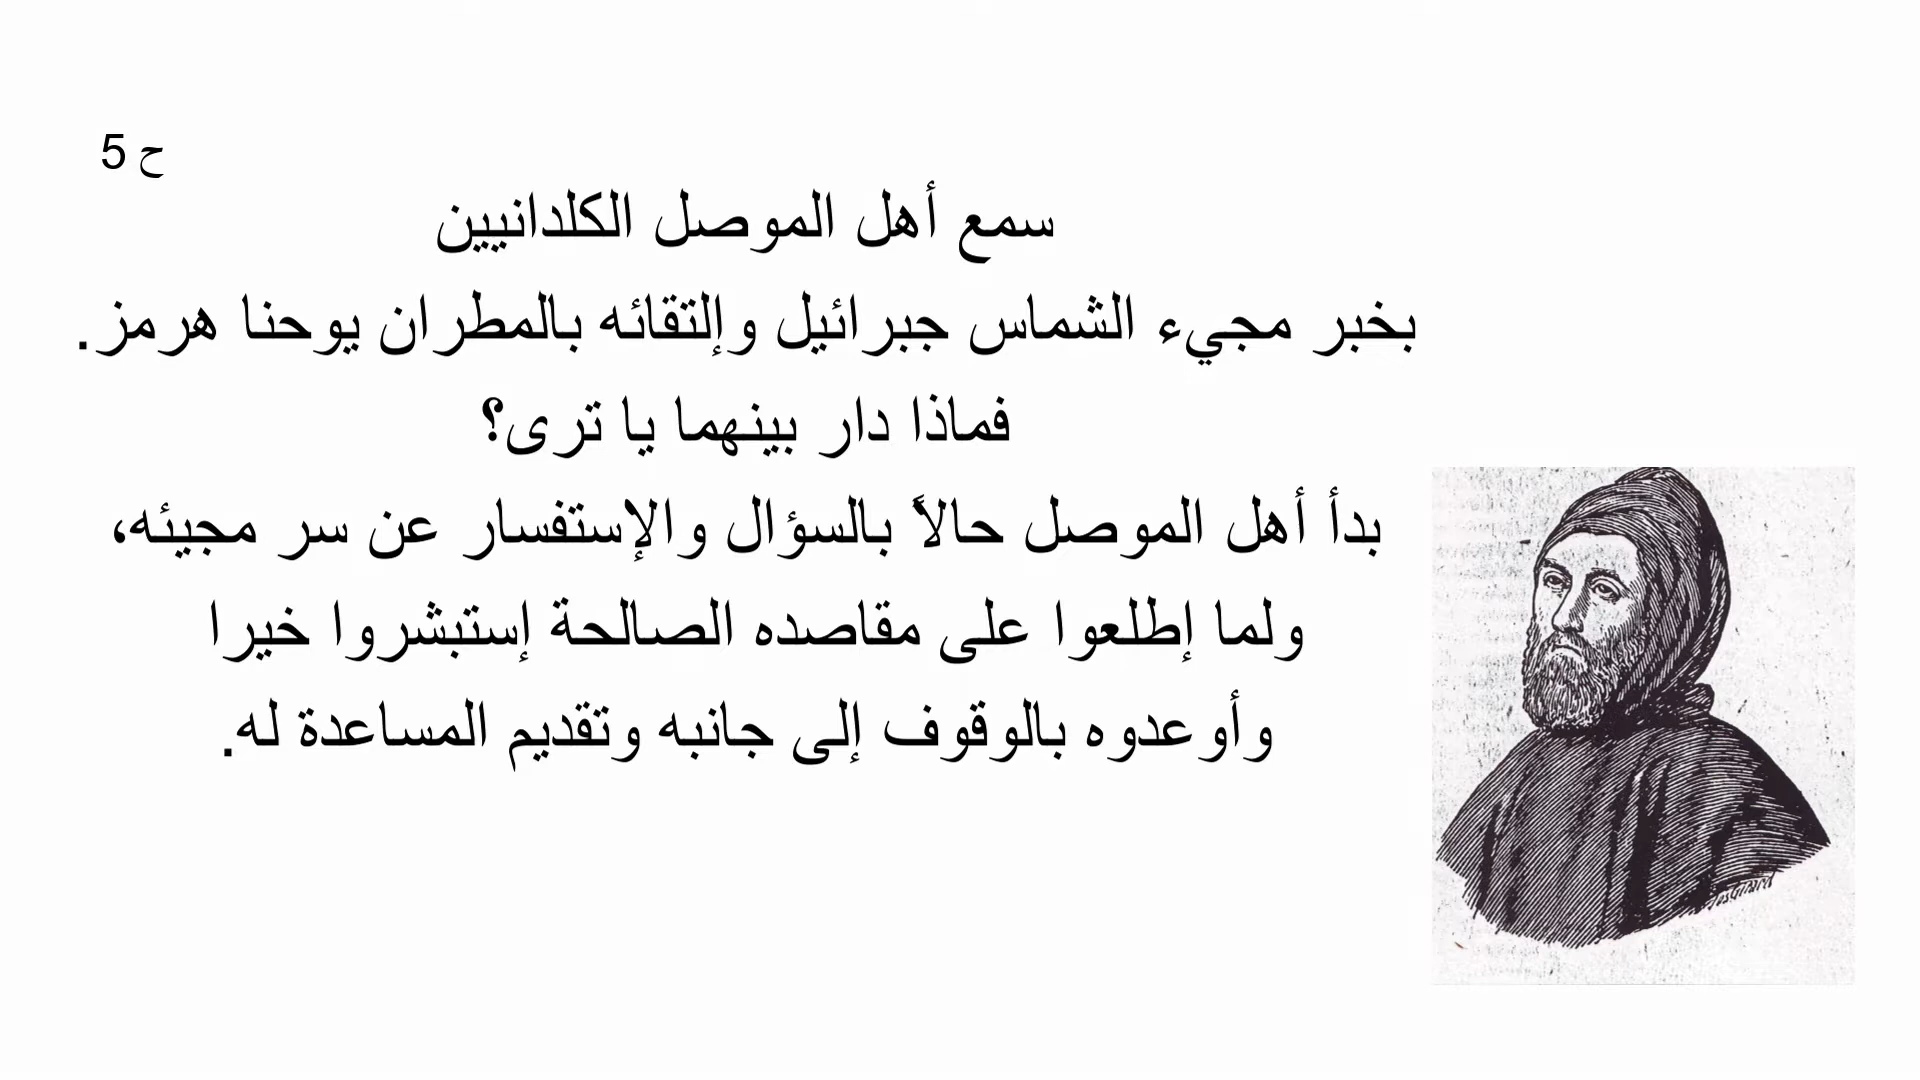 ح 5
سمع أهل الموصل الكلدانيين
بخبر مجيء الشماس جبرائيل وإلتقائه بالمطران يوحنا هرمز.
فماذا دار بينهما يا ترى؟
بدأ أهل الموصل حالاً بالسؤال والإستفسار عن سر مجيئه،
ولما إطلعوا على مقاصده الصالحة إستبشروا خيرا
وأوعدوه بالوقوف إلى جانبه وتقديم المساعدة له.